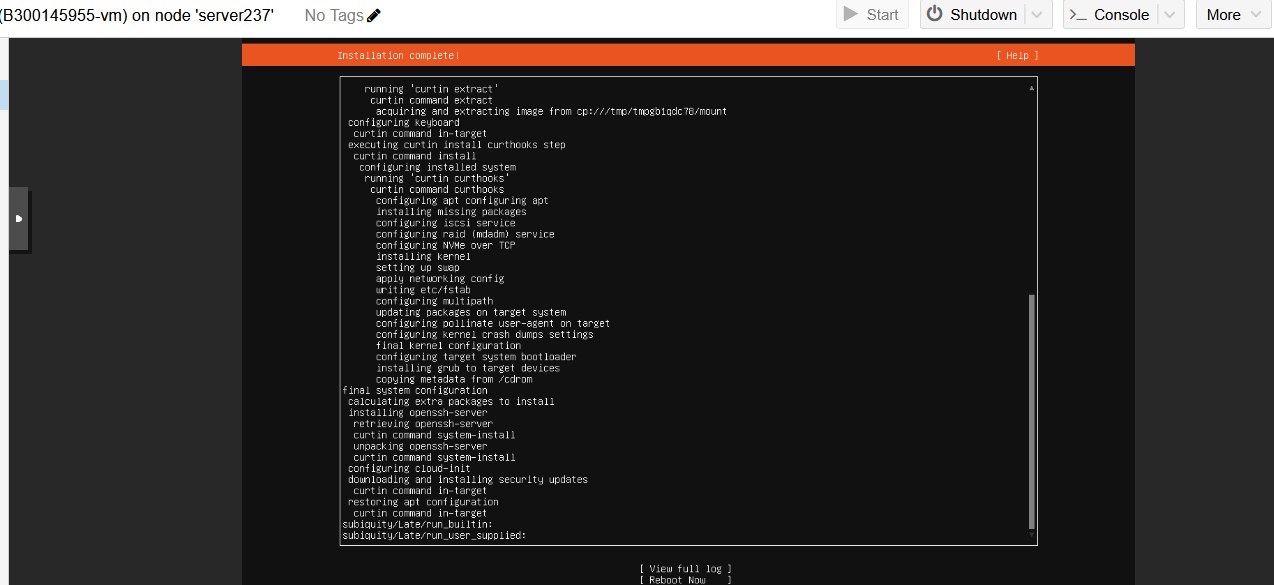 (B300145955-vm) on node 'server237' No Tags Start Shutdown Console More
Installation complete! [ Help ]
running 'curtin extract'
curtin command extract
acquiring and extracting image from cp:///tmp/tmpgbiqdc78/mount
configuring keyboard
curtin command in-target
executing curtin install curthooks step
curtin command install
configuring installed system
running 'curtin curthooks'
curtin command curthooks
configuring apt configuring apt
installing missing packages
configuring iscsi service
configuring raid (mdadm) service
configuring NVMe over TCP
installing kernel
setting up swap
apply networking config
writing etc/fstab
configuring multipath
updating packages on target system
configuring pollinate user-agent on target
configuring kernel crash dumps settings
final kernel configuration
configuring target system bootloader
installing grub to target devices
copying metadata from /cdrom
final system configuration
calculating extra packages to install
installing openssh-server
retrieving openssh-server
curtin command system-install
unpacking openssh-server
curtin command system-install
configuring cloud-init
downloading and installing security updates
curtin command in-target
restoring apt configuration
curtin command in-target
subiquity/Late/run_builtin:
subiquity/Late/run_user_supplied:
[ View full log ]
[ Reboot Now ]